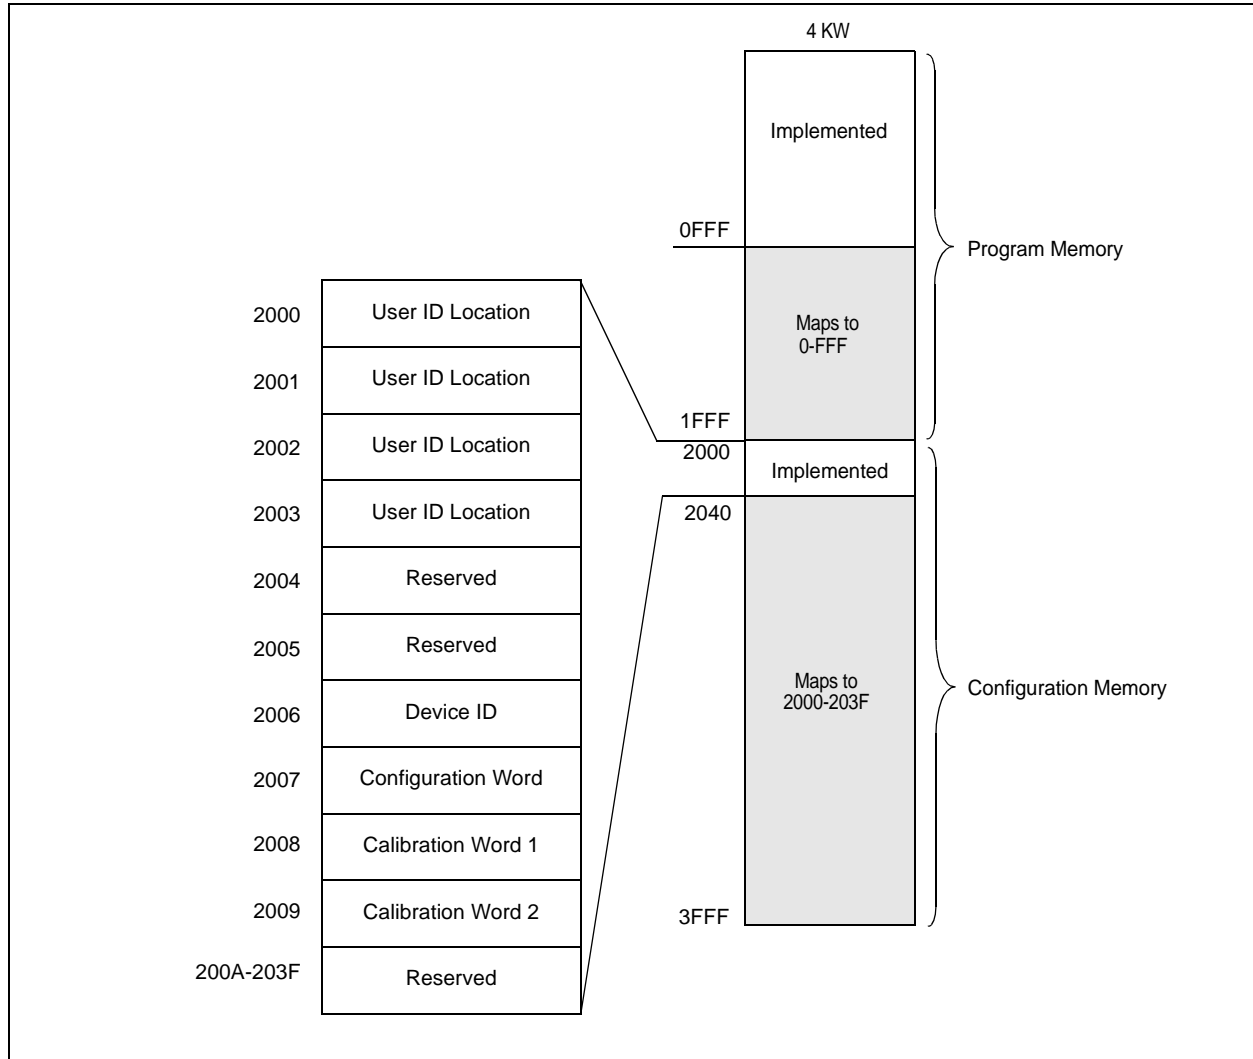 4 KW
Implemented
0FFF
Program Memory
Maps to
0-FFF
1FFF
2000
Implemented
2040
Maps to
2000-203F
Configuration Memory
3FFF
2000 User ID Location
2001 User ID Location
2002 User ID Location
2003 User ID Location
2004 Reserved
2005 Reserved
2006 Device ID
2007 Configuration Word
2008 Calibration Word 1
2009 Calibration Word 2
200A-203F Reserved